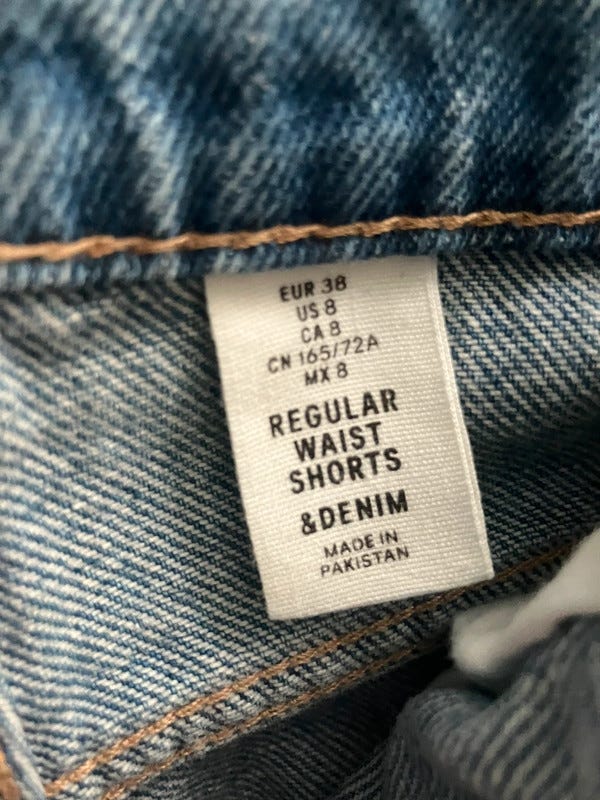 EUR 38
US 8
CA 8
CN 165/72A
MX 8
REGULAR
WAIST
SHORTS
&DENIM
MADE IN
PAKISTAN